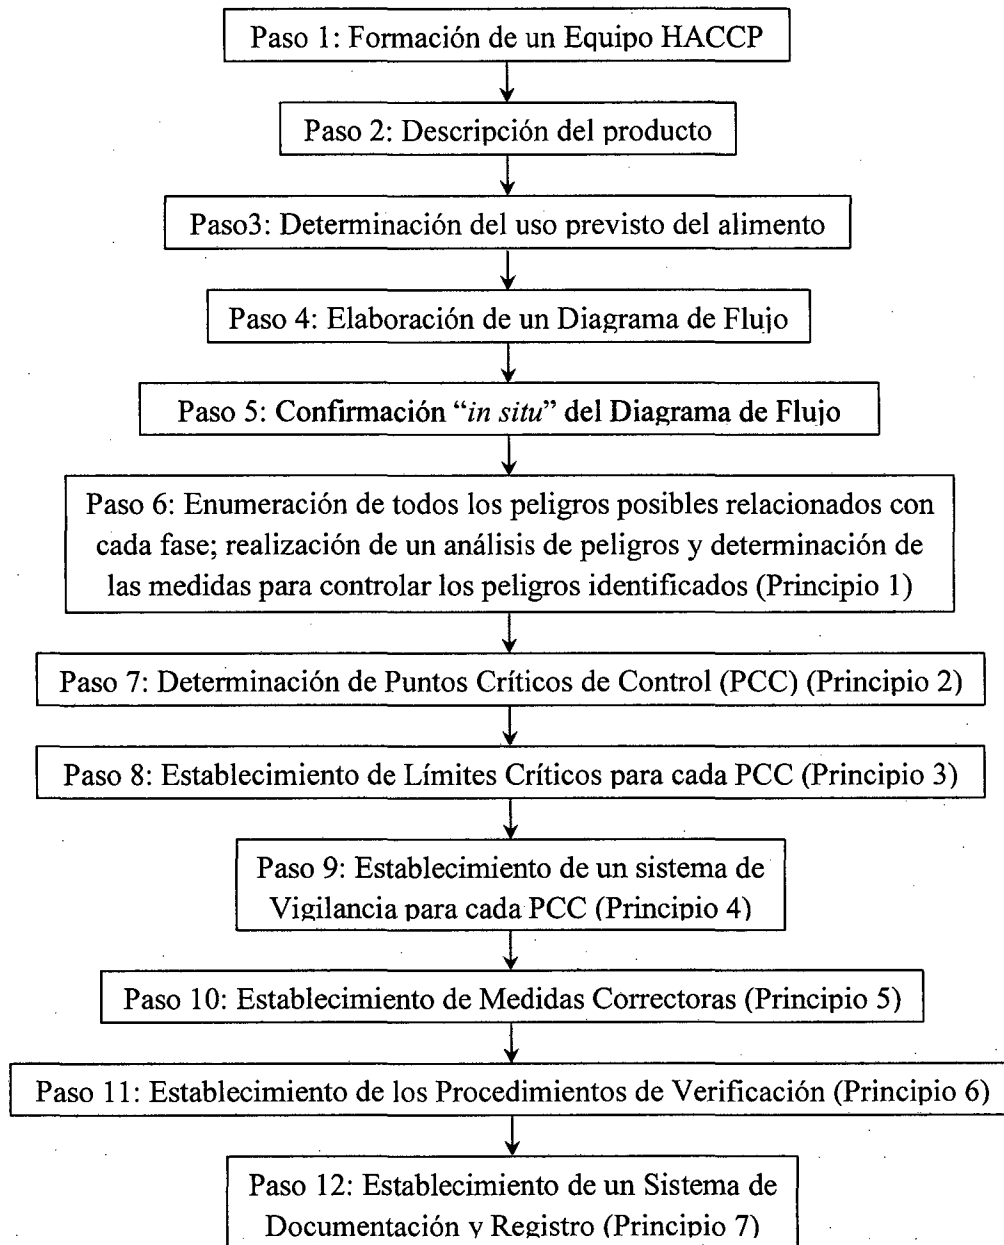 Paso 1: Formación de un Equipo HACCP
Paso 2: Descripción del producto
Paso3: Determinación del uso previsto del alimento
Paso 4: Elaboración de un Diagrama de Flujo
Paso 5: Confirmación “in situ” del Diagrama de Flujo
Paso 6: Enumeración de todos los peligros posibles relacionados con
cada fase; realización de un análisis de peligros y determinación de
las medidas para controlar los peligros identificados (Principio 1)
Paso 7: Determinación de Puntos Críticos de Control (PCC) (Principio 2)
Paso 8: Establecimiento de Límites Críticos para cada PCC (Principio 3)
Paso 9: Establecimiento de un sistema de
Vigilancia para cada PCC (Principio 4)
Paso 10: Establecimiento de Medidas Correctoras (Principio 5)
Paso 11: Establecimiento de los Procedimientos de Verificación (Principio 6)
Paso 12: Establecimiento de un Sistema de
Documentación y Registro (Principio 7)